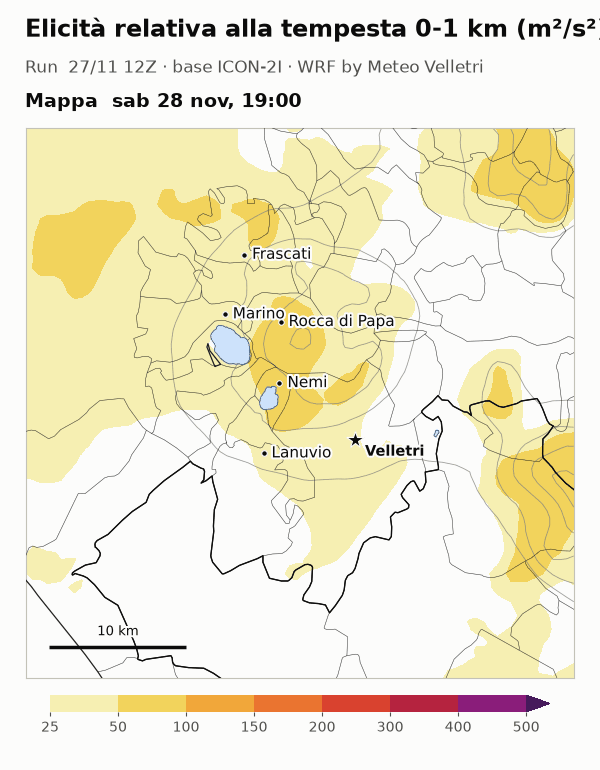 Elicità relativa alla tempesta 0-1 km (m²/s²)
Run 27/11 12Z · base ICON-2I · WRF by Meteo Velletri
Mappa sab 28 nov, 19:00
Frascati
Marino
Rocca di Papa
Nemi
Velletri
Lanuvio
10 km
25 50 100 150 200 300 400 500